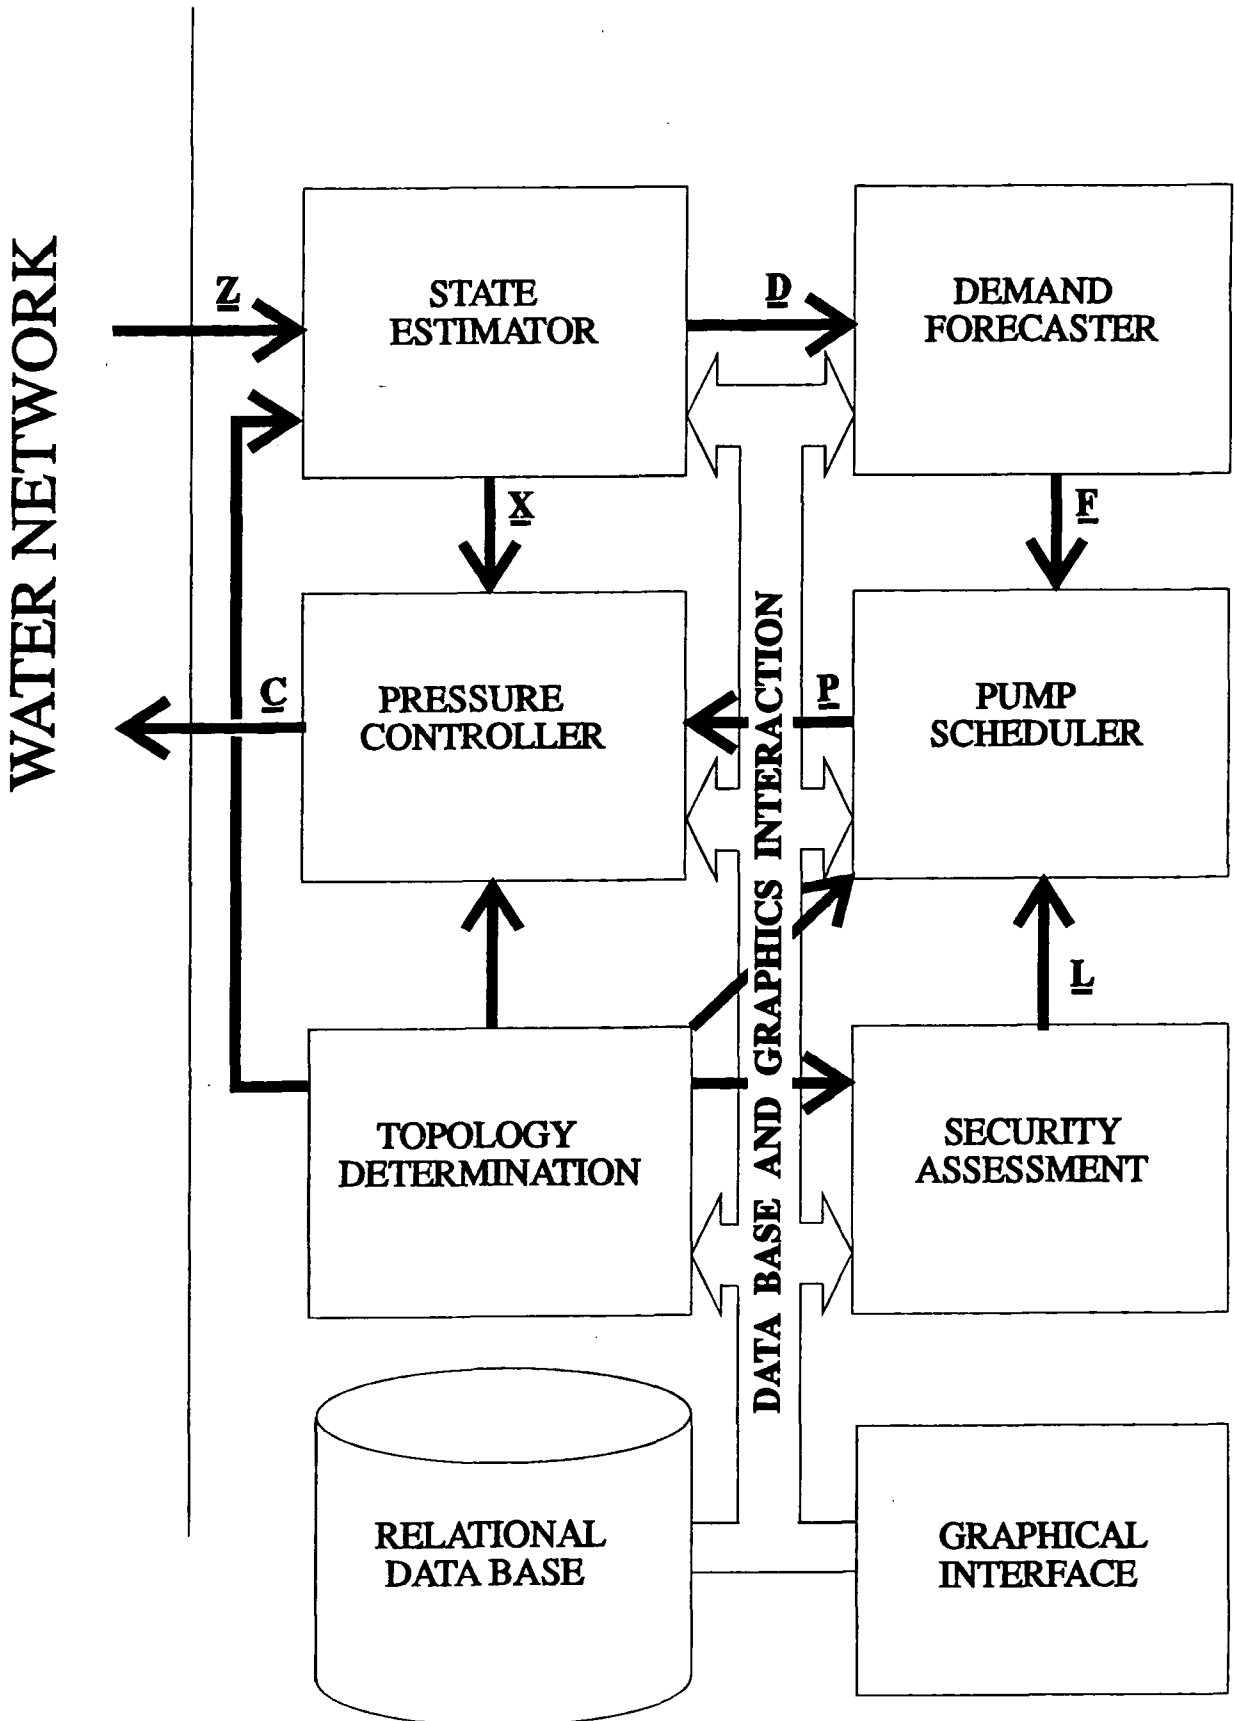 WATER NETWORK
Z
STATE
ESTIMATOR
D
DEMAND
FORECASTER
X
F
C
PRESSURE
CONTROLLER
P
PUMP
SCHEDULER
DATA BASE AND GRAPHICS INTERACTION
L
TOPOLOGY
DETERMINATION
SECURITY
ASSESSMENT
RELATIONAL
DATA BASE
GRAPHICAL
INTERFACE